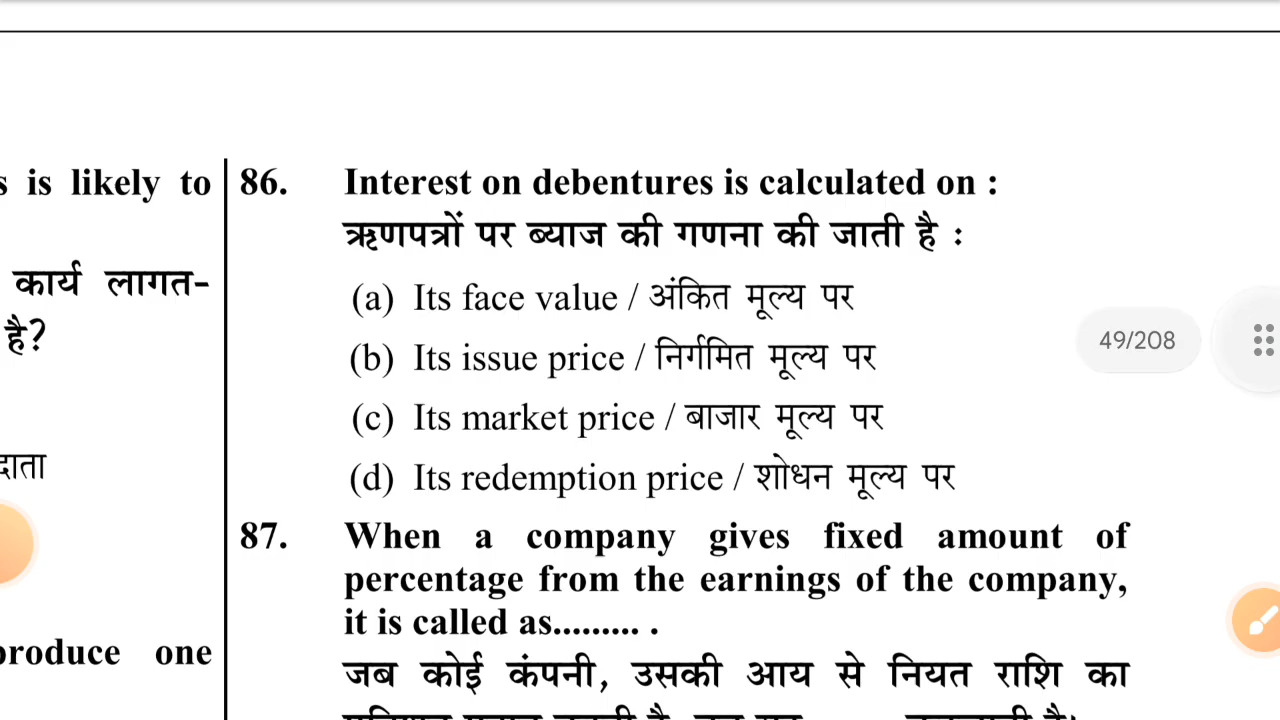 s is likely to
कार्य लागत-
है?
दाता
produce one
86. Interest on debentures is calculated on :
ऋणपत्रों पर ब्याज की गणना की जाती है :
(a) Its face value / अंकित मूल्य पर
(b) Its issue price / निर्गमित मूल्य पर
(c) Its market price / बाजार मूल्य पर
(d) Its redemption price / शोधन मूल्य पर
87. When a company gives fixed amount of
percentage from the earnings of the company,
it is called as......... .
जब कोई कंपनी, उसकी आय से नियत राशि का
49/208